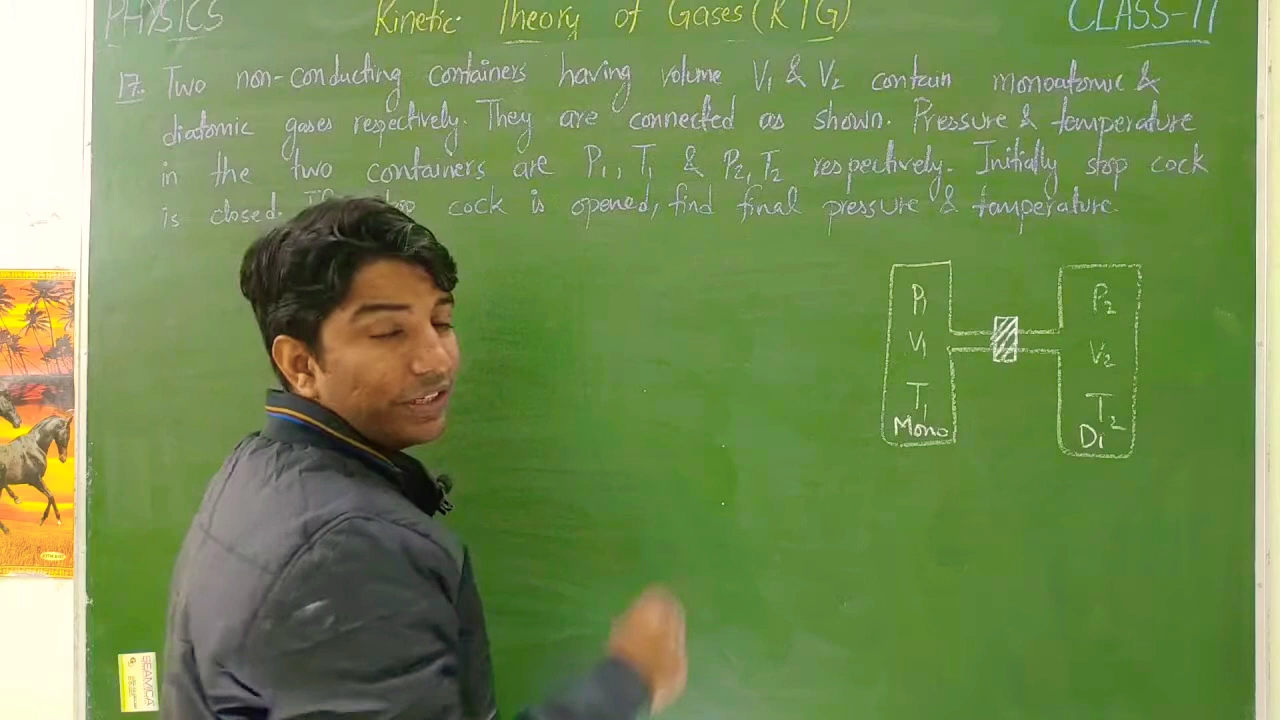 PHYSICS Kinetic Theory of Gases (KTG) CLASS-11
17. Two non-conducting containers having volume V1 & V2 contain monoatomic &
diatomic gases respectively. They are connected as shown. Pressure & temperature
in the two containers are P1, T1 & P2, T2 respectively. Initially stop cock
is closed. cock is opened, find final pressure & temperature.
P1
V1
T1
Mono
P2
V2
T2
Di
SEAMICA